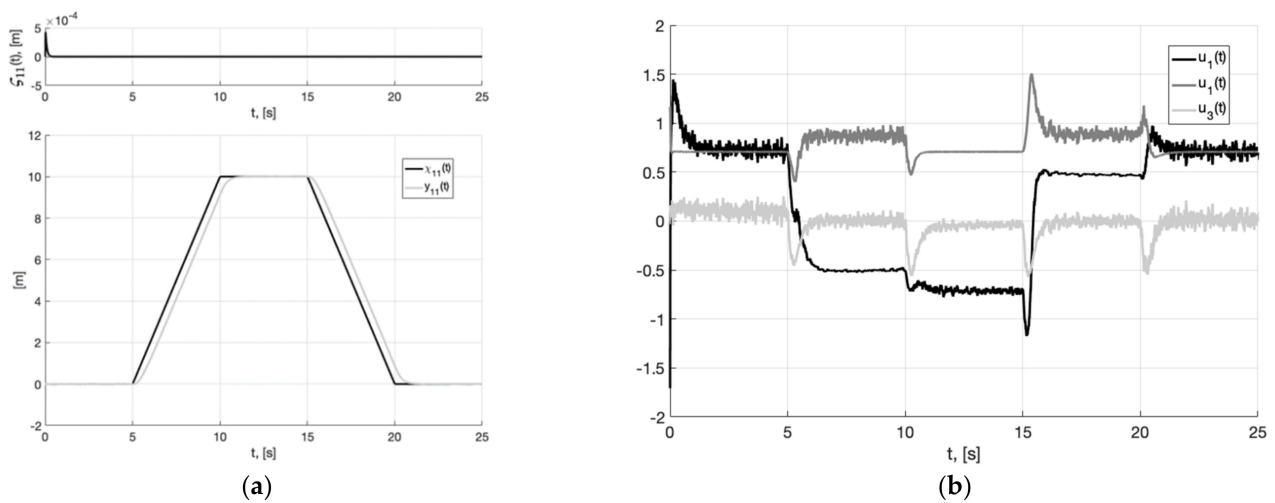 ×10⁻⁴
5
0
-5
ς₁₁(t), [m]
0 5 10 15 20 25
t, [s]
12
10
8
6
4
2
0
-2
[m]
χ₁₁(t)
y₁₁(t)
0 5 10 15 20 25
t, [s]
(a)
2
1.5
1
0.5
0
-0.5
-1
-1.5
-2
u₁(t)
u₁(t)
u₃(t)
0 5 10 15 20 25
t, [s]
(b)